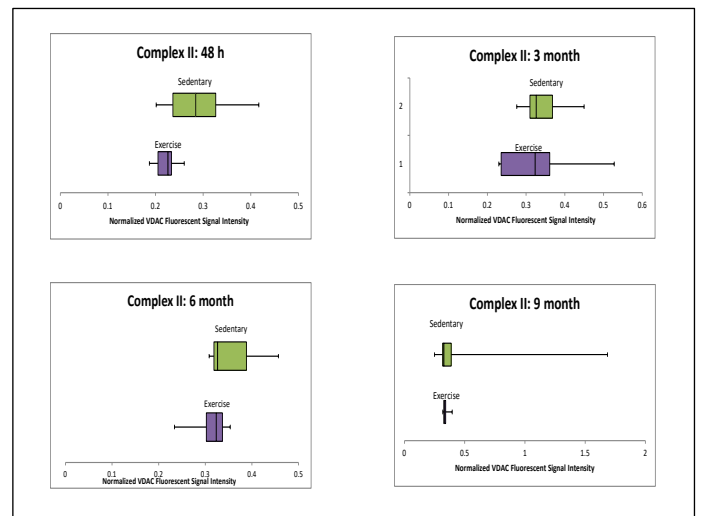 Complex II: 48 h
Sedentary
Exercise
0 0.1 0.2 0.3 0.4 0.5
Normalized VDAC Fluorescent Signal Intensity
Complex II: 3 month
Sedentary
2
Exercise
1
0 0.1 0.2 0.3 0.4 0.5 0.6
Normalized VDAC Fluorescent Signal Intensity
Complex II: 6 month
Sedentary
Exercise
0 0.1 0.2 0.3 0.4 0.5
Normalized VDAC Fluorescent Signal Intensity
Complex II: 9 month
Sedentary
Exercise
0 0.5 1 1.5 2
Normalized VDAC Fluorescent Signal Intensity